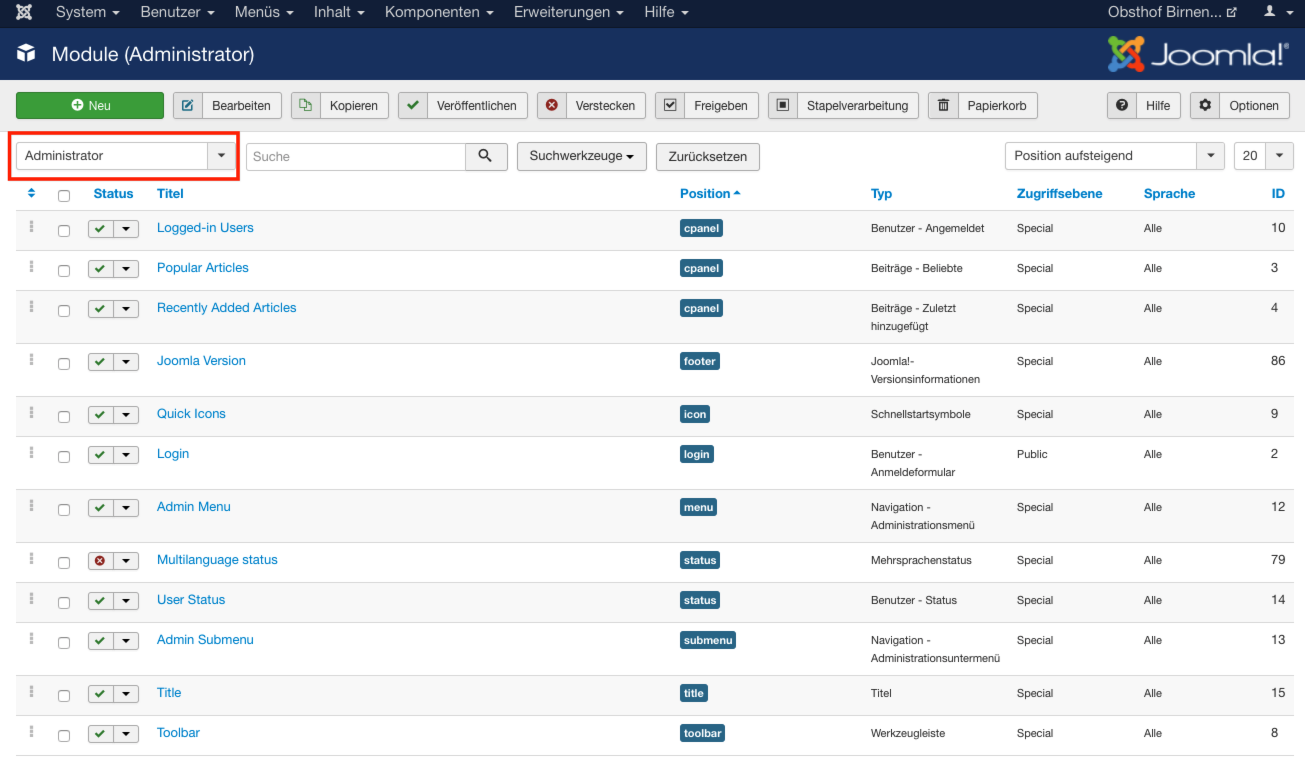 System Benutzer Menüs Inhalt Komponenten Erweiterungen Hilfe Obsthof Birnen...
Module (Administrator) Joomla!®
Neu Bearbeiten Kopieren Veröffentlichen Verstecken Freigeben Stapelverarbeitung Papierkorb Hilfe Optionen
Administrator Suche Suchwerkzeuge Zurücksetzen Position aufsteigend 20
Status Titel Position Typ Zugriffsebene Sprache ID
Logged-in Users cpanel Benutzer - Angemeldet Special Alle 10
Popular Articles cpanel Beiträge - Beliebte Special Alle 3
Recently Added Articles cpanel Beiträge - Zuletzt Special Alle 4
hinzugefügt
Joomla Version footer Joomla!- Special Alle 86
Versionsinformationen
Quick Icons icon Schnellstartsymbole Special Alle 9
Login login Benutzer - Public Alle 2
Anmeldeformular
Admin Menu menu Navigation - Special Alle 12
Administrationsmenü
Multilanguage status status Mehrsprachenstatus Special Alle 79
User Status status Benutzer - Status Special Alle 14
Admin Submenu submenu Navigation - Special Alle 13
Administrationsuntermenü
Title title Titel Special Alle 15
Toolbar toolbar Werkzeugleiste Special Alle 8